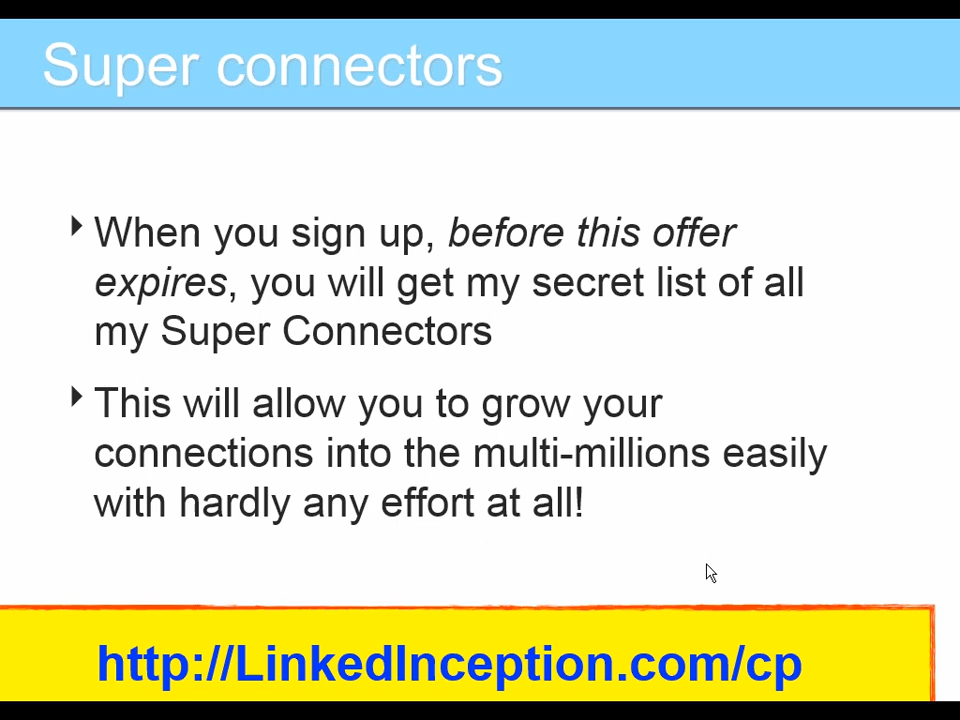 Super connectors
When you sign up, before this offer
expires, you will get my secret list of all
my Super Connectors
This will allow you to grow your
connections into the multi-millions easily
with hardly any effort at all!
http://LinkedInception.com/cp